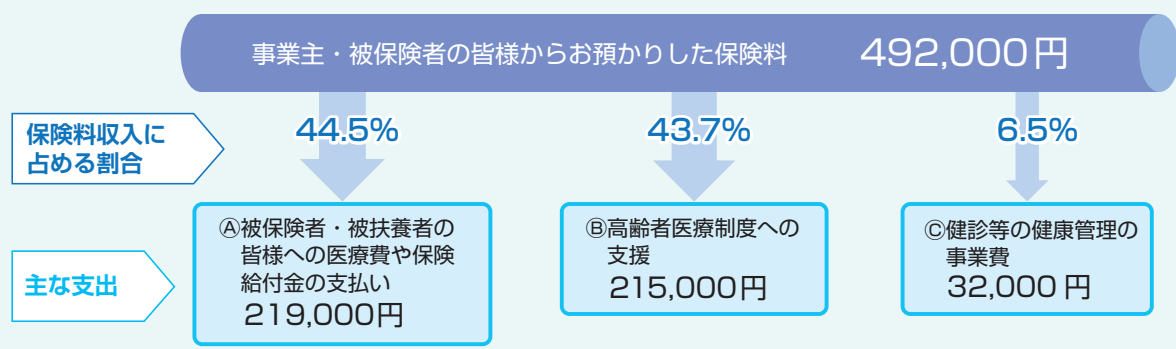 事業主・被保険者の皆様からお預かりした保険料 492,000円
保険料収入に
占める割合
44.5%
43.7%
6.5%
主な支出
Ⓐ被保険者・被扶養者の
皆様への医療費や保険
給付金の支払い
219,000円
Ⓑ高齢者医療制度への
支援
215,000円
Ⓒ健診等の健康管理の
事業費
32,000 円